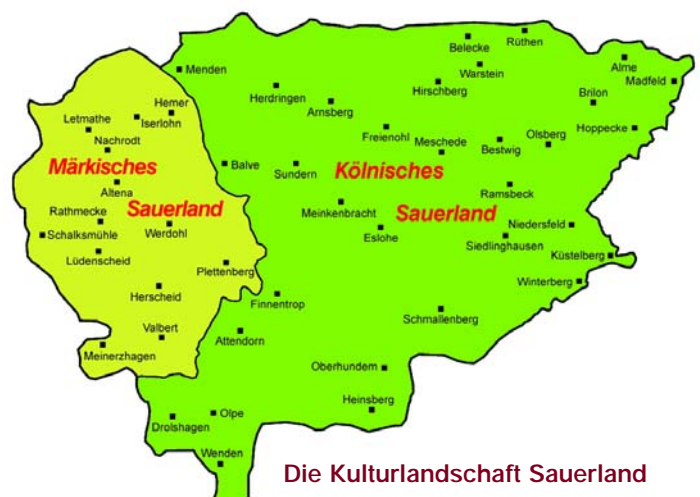 Rüthen
Belecke
Alme
Menden
Warstein
Madfeld
Herdringen
Hirschberg
Brilon
Hemer
Arnsberg
Letmathe
Iserlohn
Freienohl
Hoppecke
Nachrodt
Meschede
Bestwig
Olsberg
Märkisches
Balve
Sundern
Kölnisches
Altena
Ramsbeck
Rathmecke
Sauerland
Meinkenbracht
Sauerland
Niedersfeld
Schalksmühle
Werdohl
Eslohe
Siedlinghausen
Lüdenscheid
Küstelberg
Plettenberg
Winterberg
Herscheid
Finnentrop
Schmallenberg
Valbert
Attendorn
Meinerzhagen
Oberhundem
Heinsberg
Olpe
Drolshagen
Wenden
Die Kulturlandschaft Sauerland